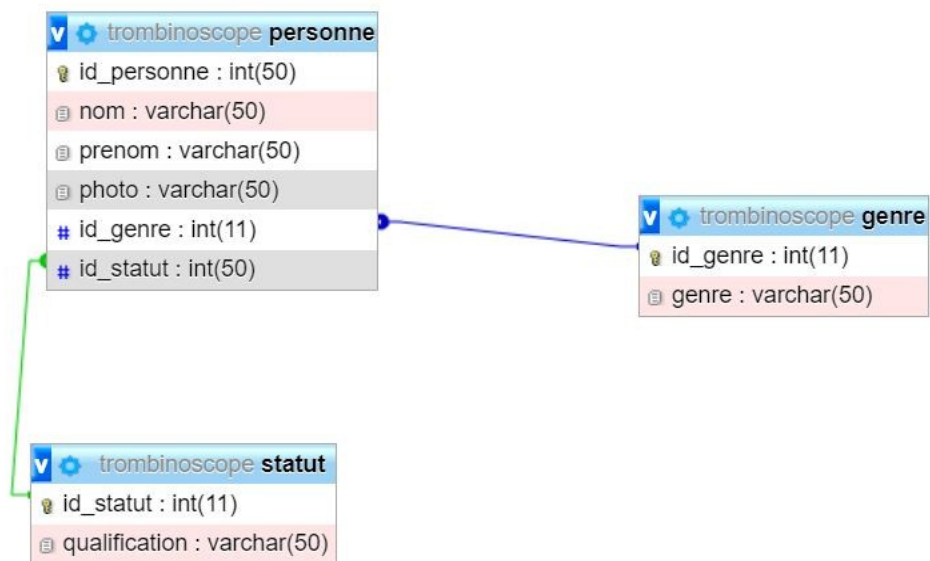 v trombinoscope personne
id_personne : int(50)
nom : varchar(50)
prenom : varchar(50)
photo : varchar(50)
# id_genre : int(11)
# id_statut : int(50)
v trombinoscope genre
id_genre : int(11)
genre : varchar(50)
v trombinoscope statut
id_statut : int(11)
qualification : varchar(50)